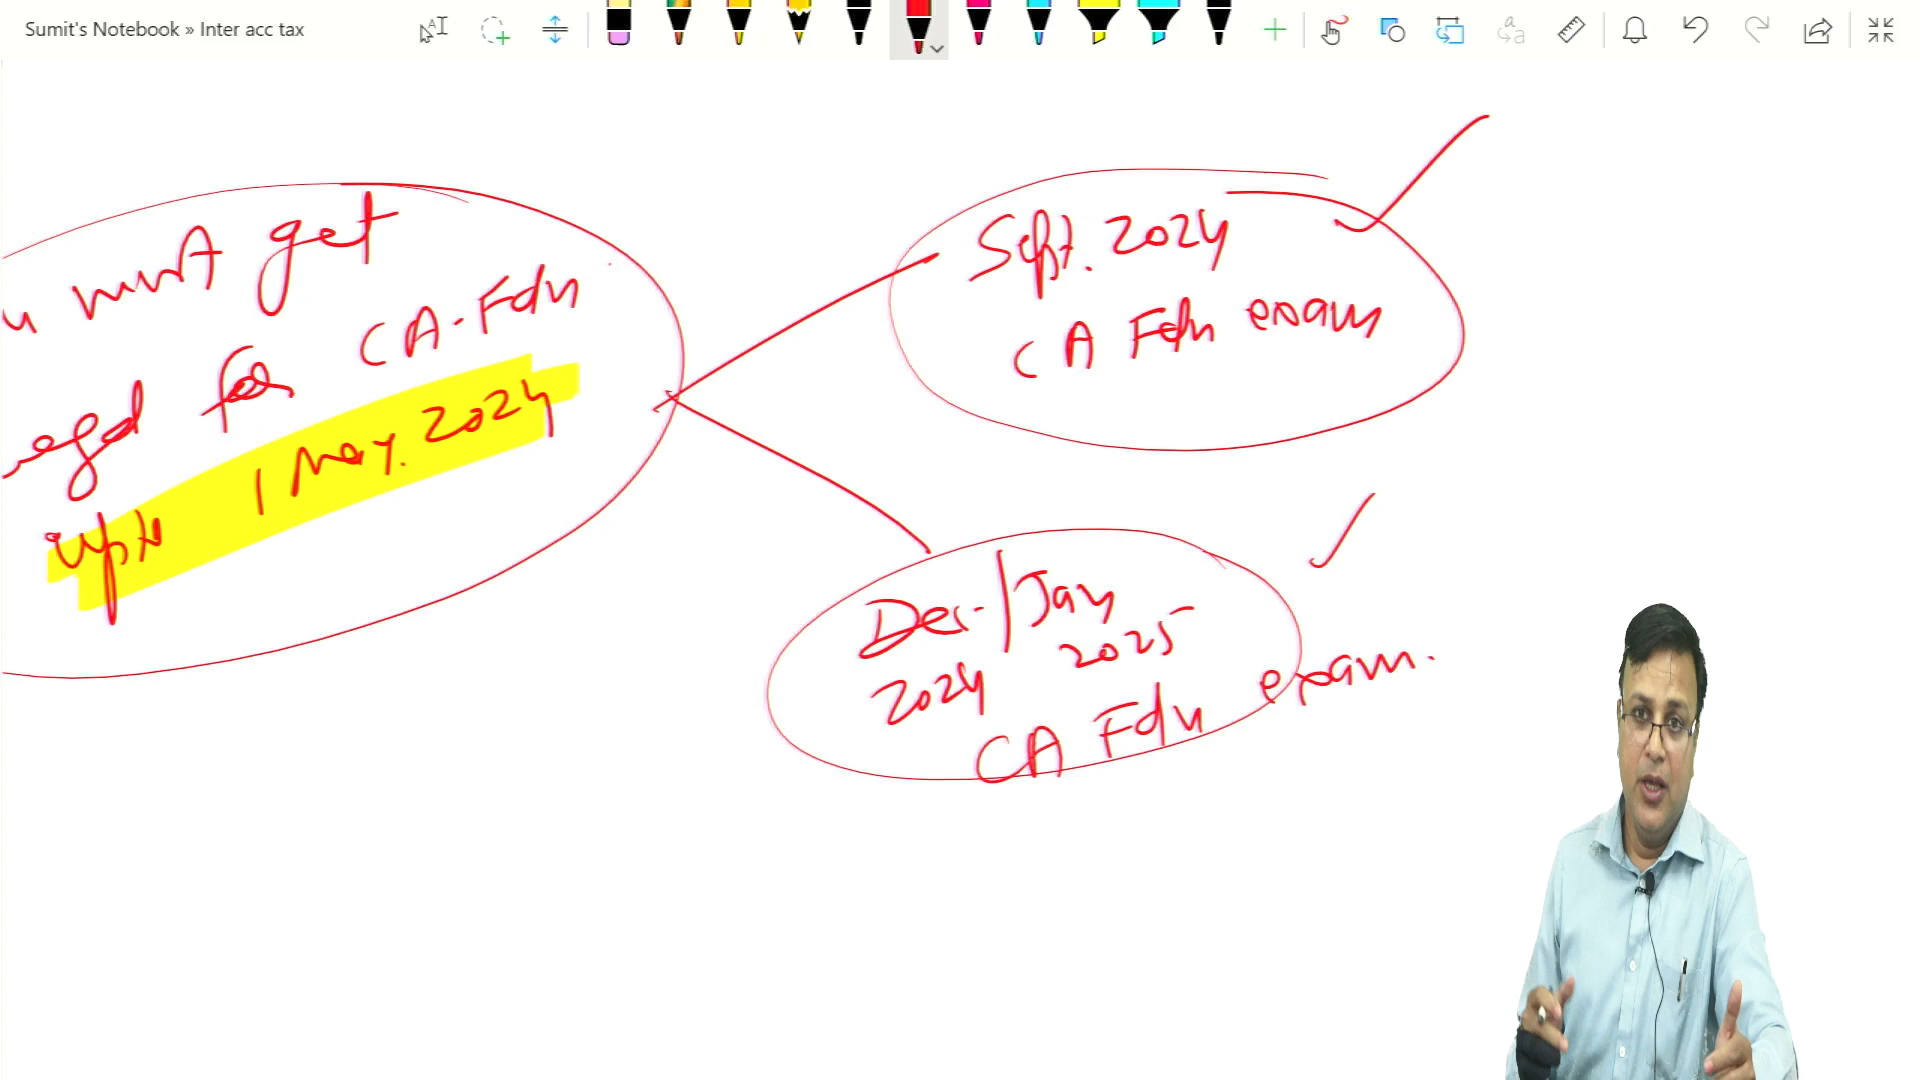 Sumit's Notebook » Inter acc tax
u must get
regd for CA-Fdn
upto 1 May. 2024
Sept. 2024
CA Fdn exam
Dec/Jan
2024 2025
CA Fdn exam.